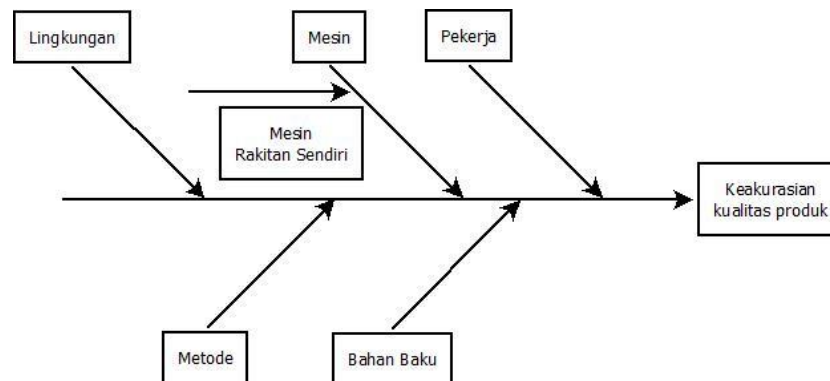 Lingkungan
Mesin
Pekerja
Mesin
Rakitan Sendiri
Keakurasian
kualitas produk
Metode
Bahan Baku